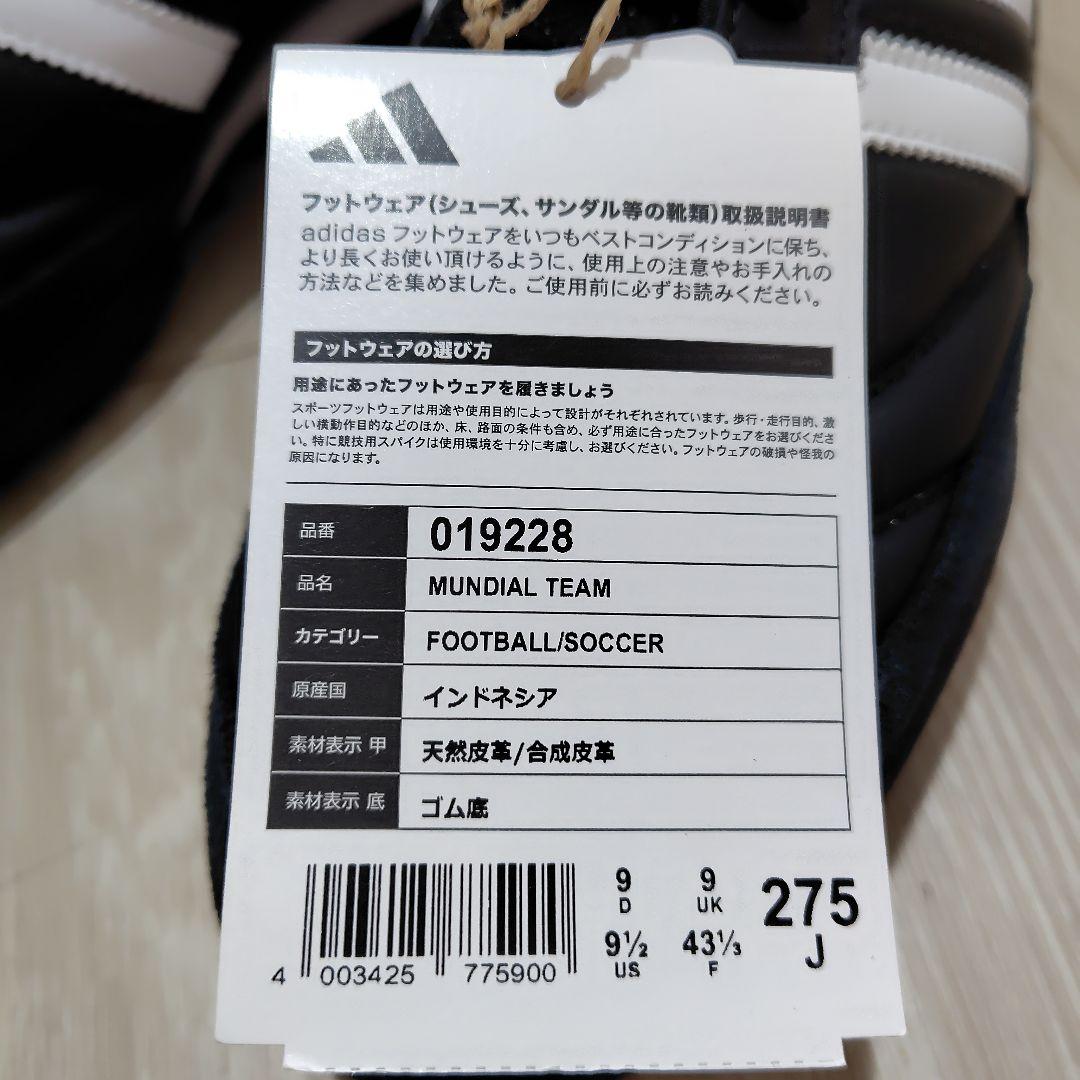 フットウェア(シューズ、サンダル等の靴類)取扱説明書
adidas フットウェアをいつもベストコンディションに保ち、
より長くお使い頂けるように、使用上の注意やお手入れの
方法などを集めました。ご使用前に必ずお読みください。
フットウェアの選び方
用途にあったフットウェアを履きましょう
スポーツフットウェアは用途や使用目的によって設計がそれぞれされています。歩行・走行目的、激
しい横動作目的などのほか、床、路面の条件も含め、必ず用途に合ったフットウェアをお選びくださ
い。特に競技用スパイクは使用環境を十分に考慮し、お選びください。フットウェアの破損や怪我の
原因になります。
品番 019228
品名 MUNDIAL TEAM
カテゴリー FOOTBALL/SOCCER
原産国 インドネシア
素材表示 甲 天然皮革/合成皮革
素材表示 底 ゴム底
9 9 275
D UK J
9½ 43⅓
US F
4 003425 775900